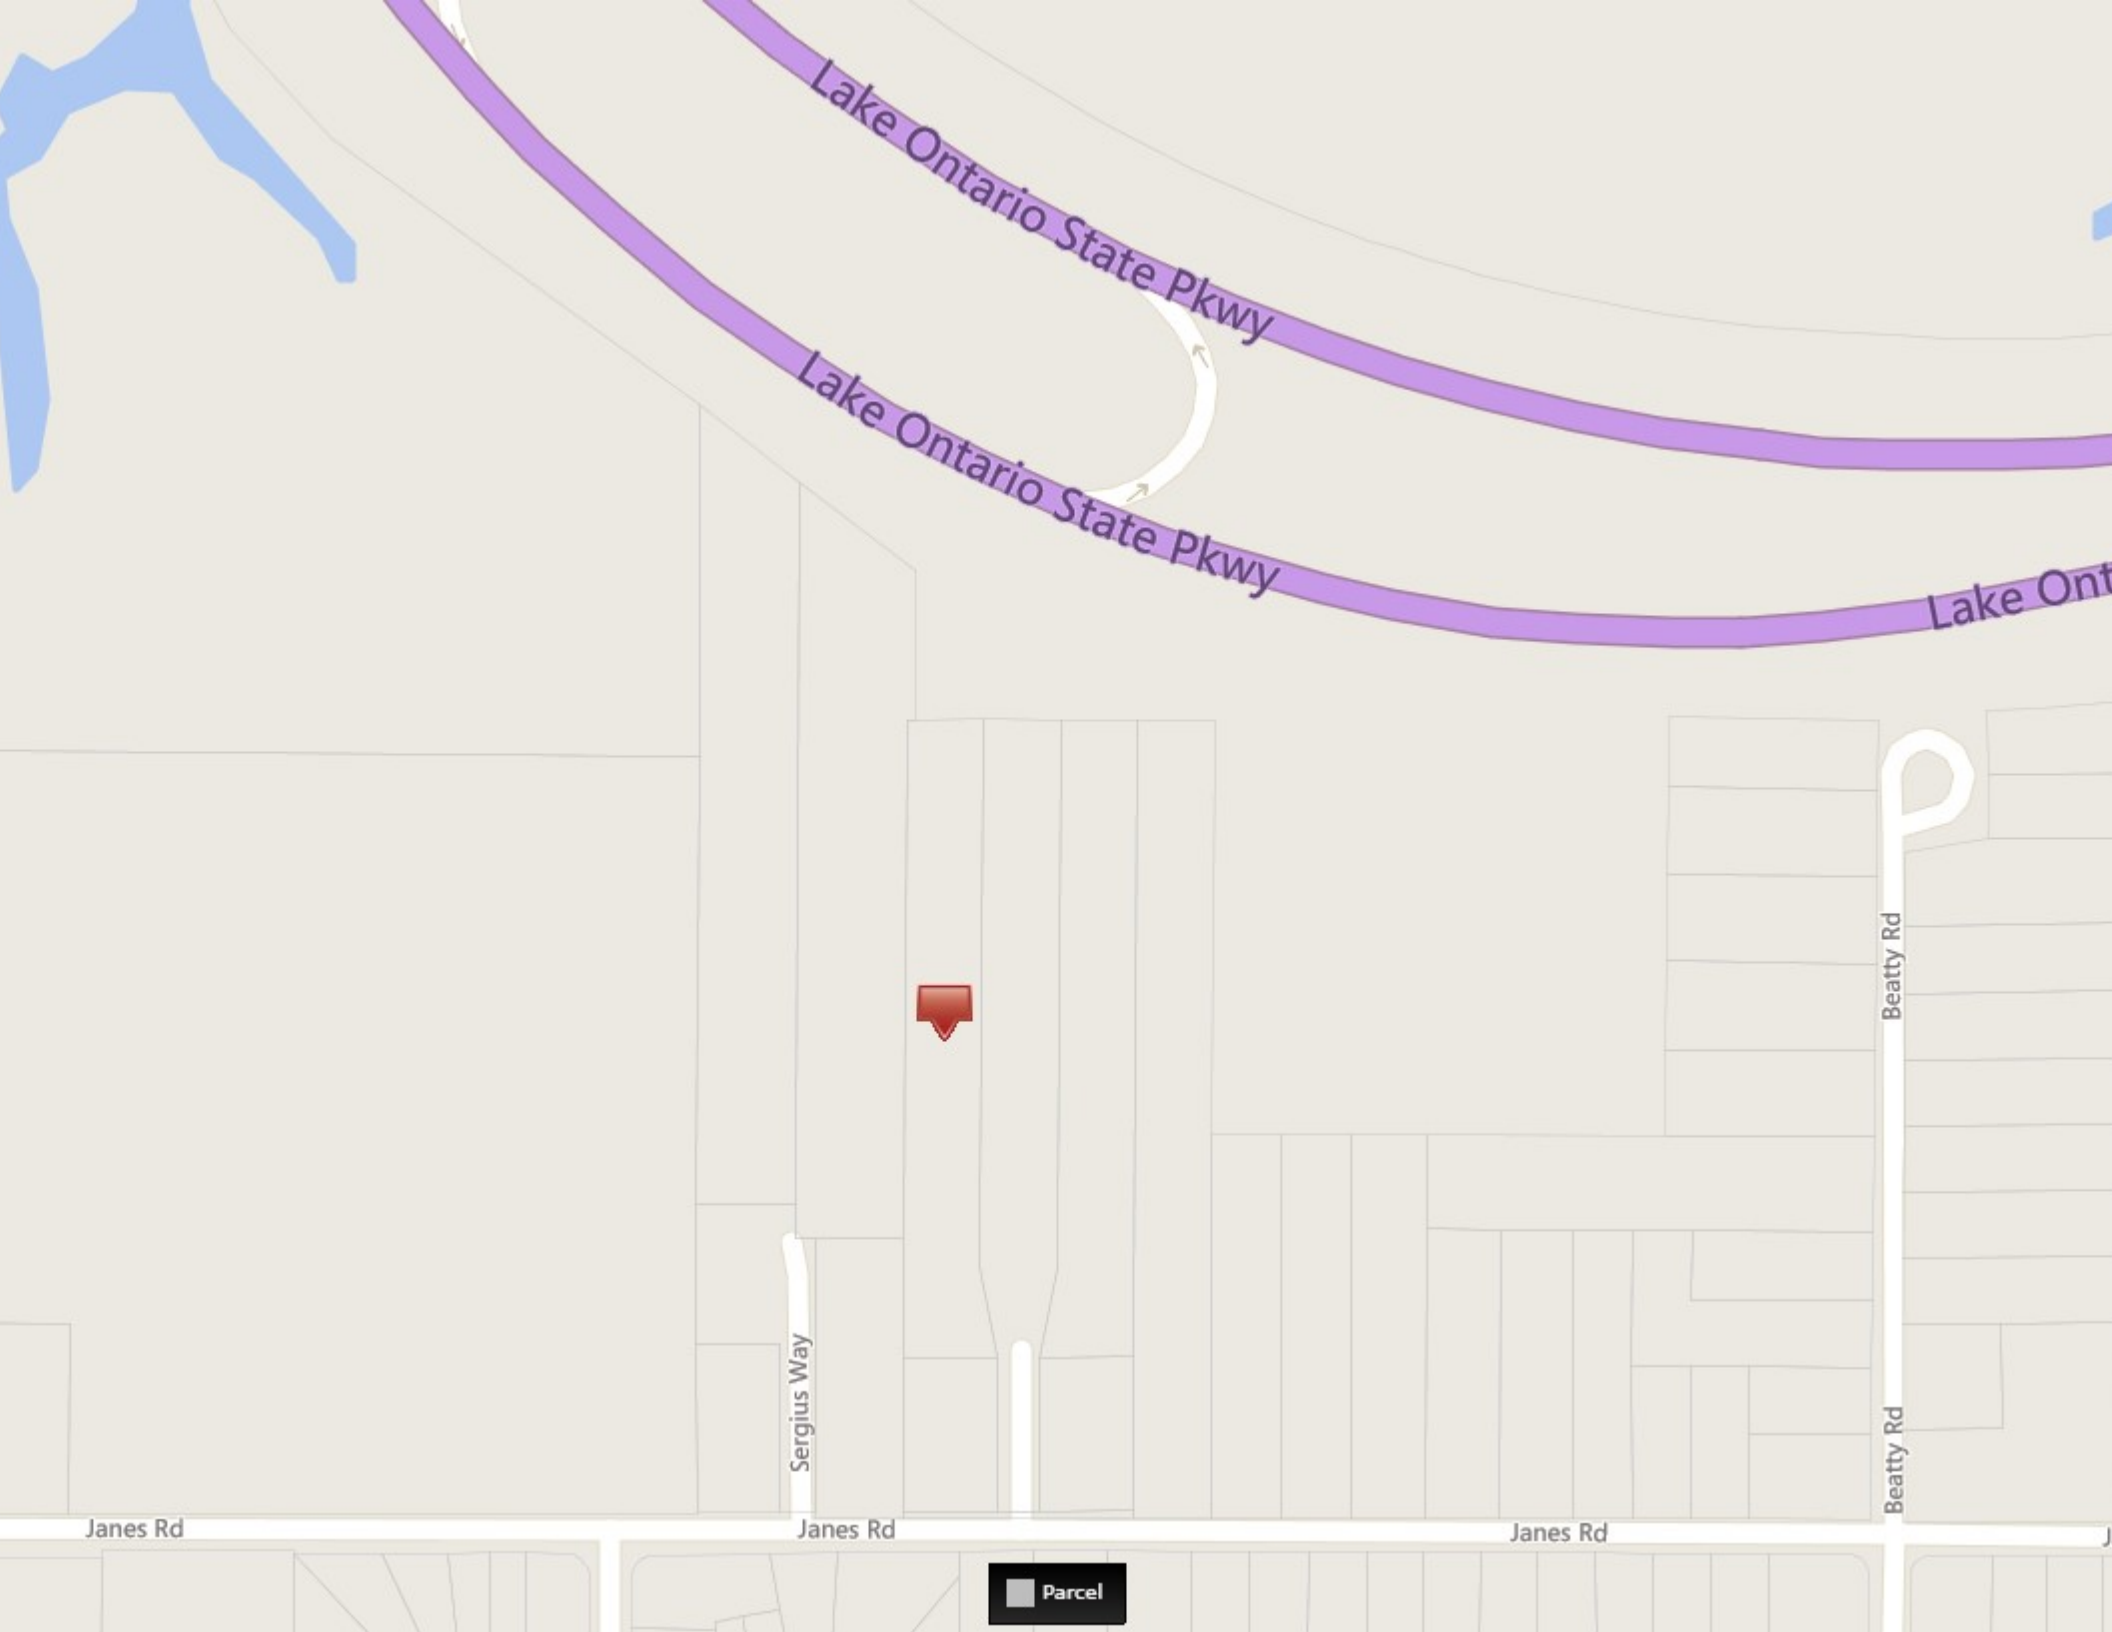 Lake Ontario State Pkwy
Lake Ontario State Pkwy
Lake Ont
Beatty Rd
Sergius Way
Beatty Rd
Janes Rd
Janes Rd
Janes Rd
J
Parcel